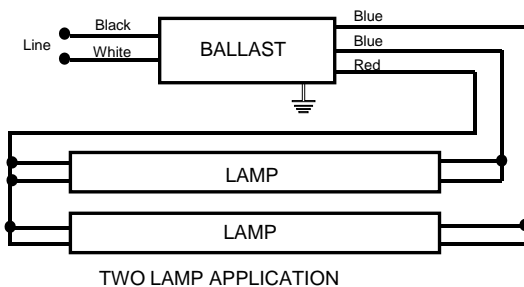 Black
Blue
Line
White
BALLAST
Blue
Red
LAMP
LAMP
TWO LAMP APPLICATION